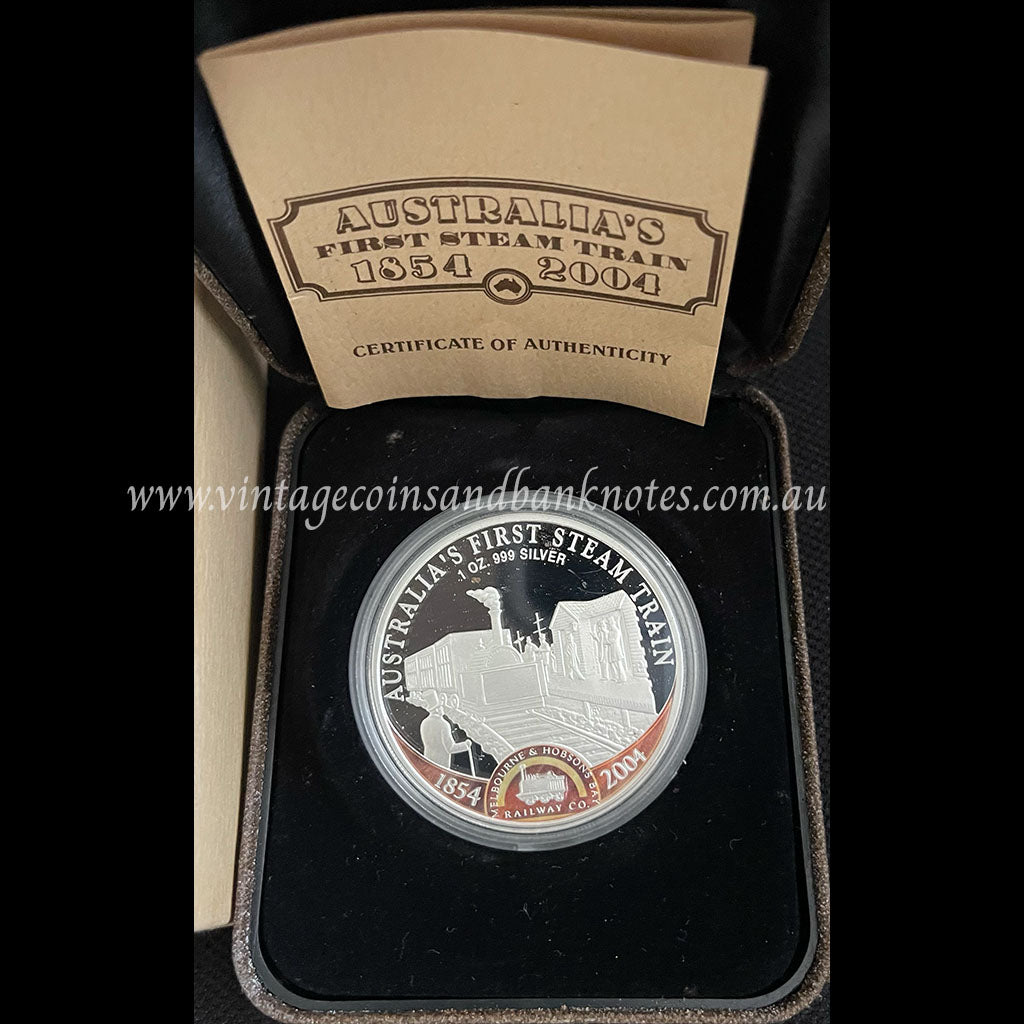 AUSTRALIA'S
FIRST STEAM TRAIN
1854 2004
CERTIFICATE OF AUTHENTICITY
www.vintagecoinsandbanknotes.com.au
AUSTRALIA'S FIRST STEAM TRAIN
1 OZ. 999 SILVER
1854 2004
MELBOURNE & HOBSON'S BAY
RAILWAY CO.